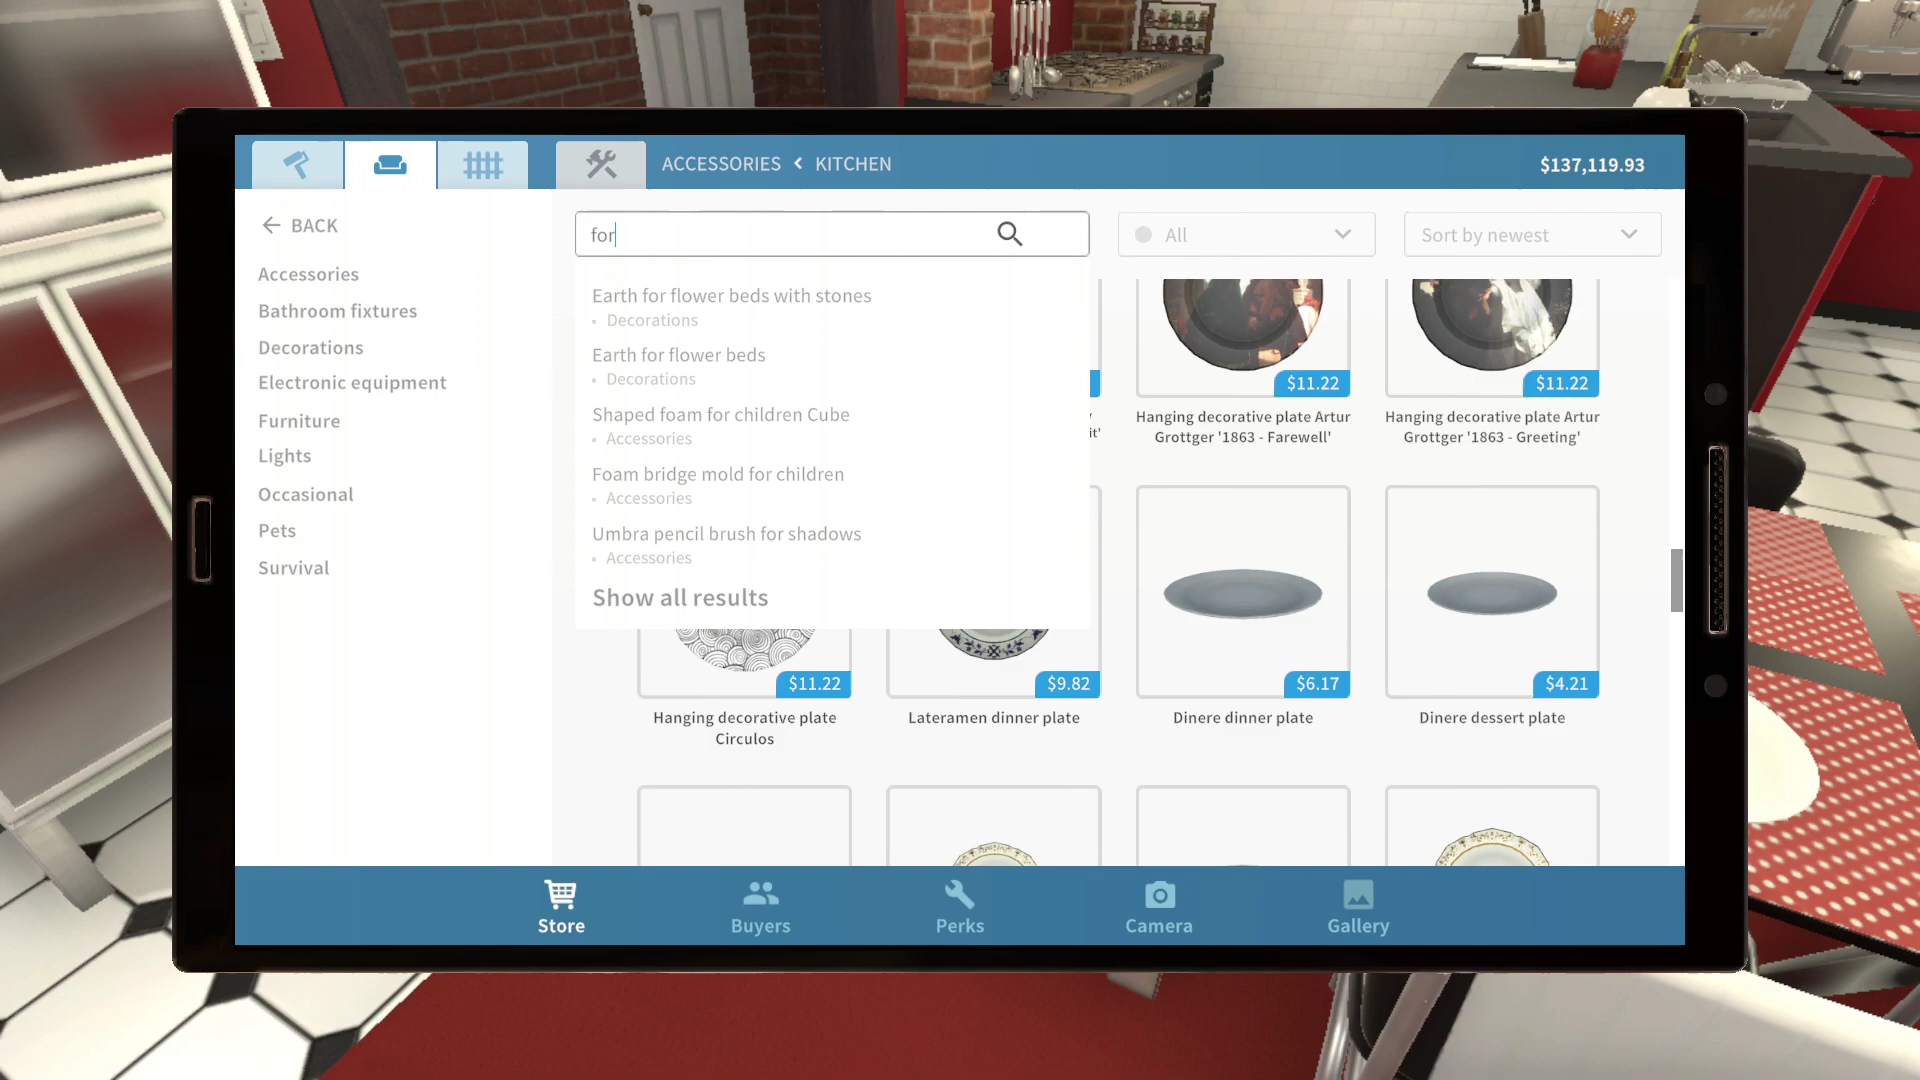 ACCESSORIES < KITCHEN
$137,119.93
BACK
Accessories
Bathroom fixtures
Decorations
Electronic equipment
Furniture
Lights
Occasional
Pets
Survival
for
All
Sort by newest
Earth for flower beds with stones
• Decorations
Earth for flower beds
• Decorations
Shaped foam for children Cube
• Accessories
Foam bridge mold for children
• Accessories
Umbra pencil brush for shadows
• Accessories
Show all results
it'
$11.22
Hanging decorative plate Artur
Grottger '1863 - Farewell'
$11.22
Hanging decorative plate Artur
Grottger '1863 - Greeting'
$11.22
Hanging decorative plate
Circulos
$9.82
Lateramen dinner plate
$6.17
Dinere dinner plate
$4.21
Dinere dessert plate
Store
Buyers
Perks
Camera
Gallery